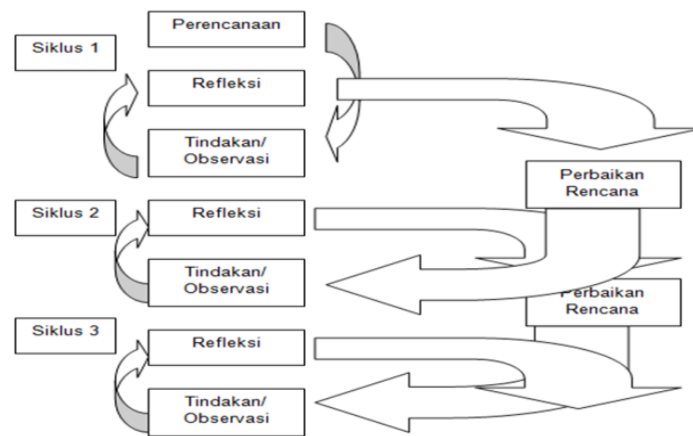 Perencanaan
Siklus 1
Refleksi
Tindakan/
Observasi
Perbaikan
Rencana
Siklus 2
Refleksi
Tindakan/
Observasi
Perbaikan
Rencana
Siklus 3
Refleksi
Tindakan/
Observasi